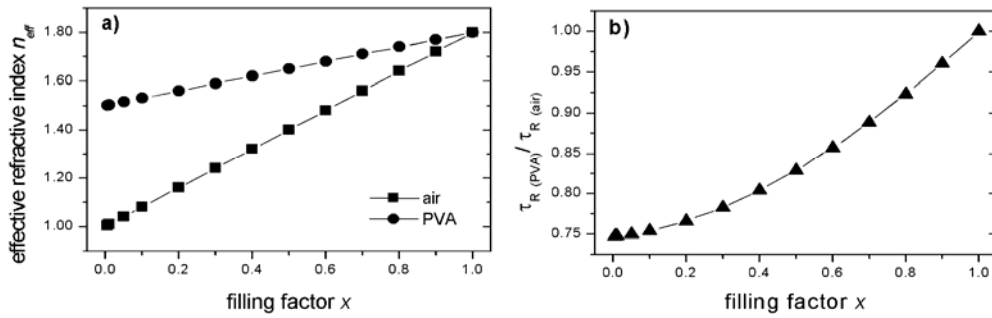 a)
effective refractive index n_eff
1.80
1.60
1.40
1.20
1.00
0.0 0.2 0.4 0.6 0.8 1.0
filling factor x
air
PVA
b)
τ_R (PVA) / τ_R (air)
1.00
0.95
0.90
0.85
0.80
0.75
0.0 0.2 0.4 0.6 0.8 1.0
filling factor x